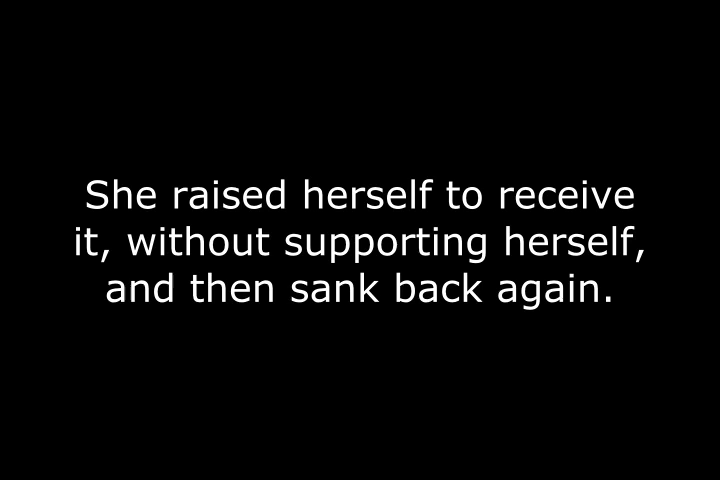 She raised herself to receive
it, without supporting herself,
and then sank back again.